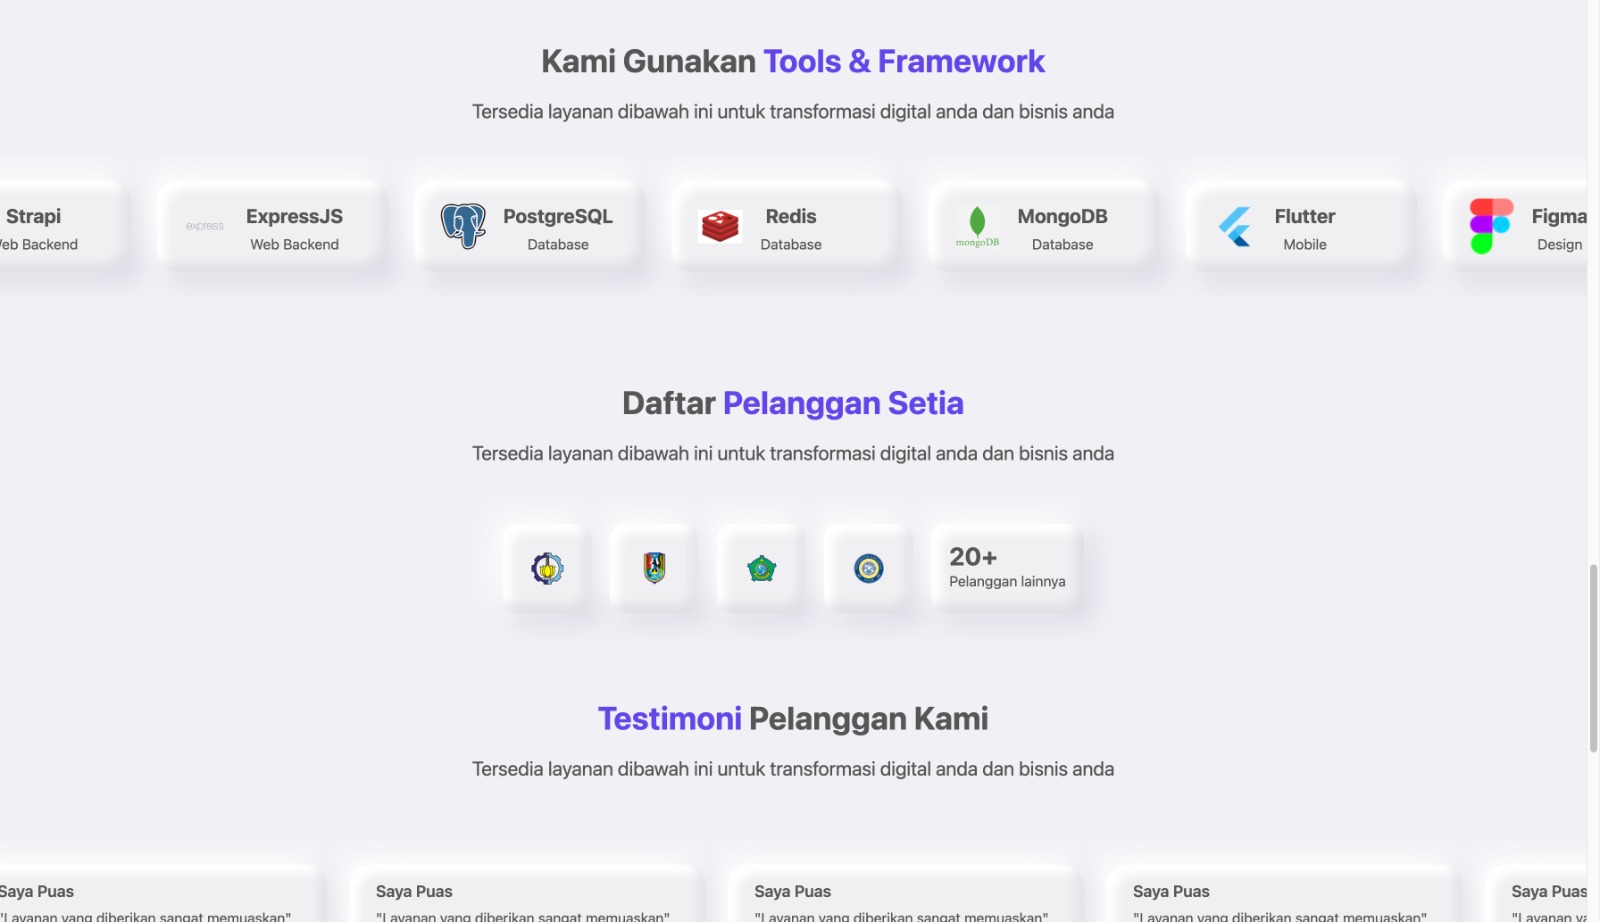 Kami Gunakan Tools & Framework
Tersedia layanan dibawah ini untuk transformasi digital anda dan bisnis anda
Strapi
Web Backend
express
ExpressJS
Web Backend
PostgreSQL
Database
Redis
Database
mongoDB
MongoDB
Database
Flutter
Mobile
Figma
Design
Daftar Pelanggan Setia
Tersedia layanan dibawah ini untuk transformasi digital anda dan bisnis anda
20+
Pelanggan lainnya
Testimoni Pelanggan Kami
Tersedia layanan dibawah ini untuk transformasi digital anda dan bisnis anda
Saya Puas
"Layanan yang diberikan sangat memuaskan"
Saya Puas
"Layanan yang diberikan sangat memuaskan"
Saya Puas
"Layanan yang diberikan sangat memuaskan"
Saya Puas
"Layanan yang diberikan sangat memuaskan"
Saya Puas
"Layanan